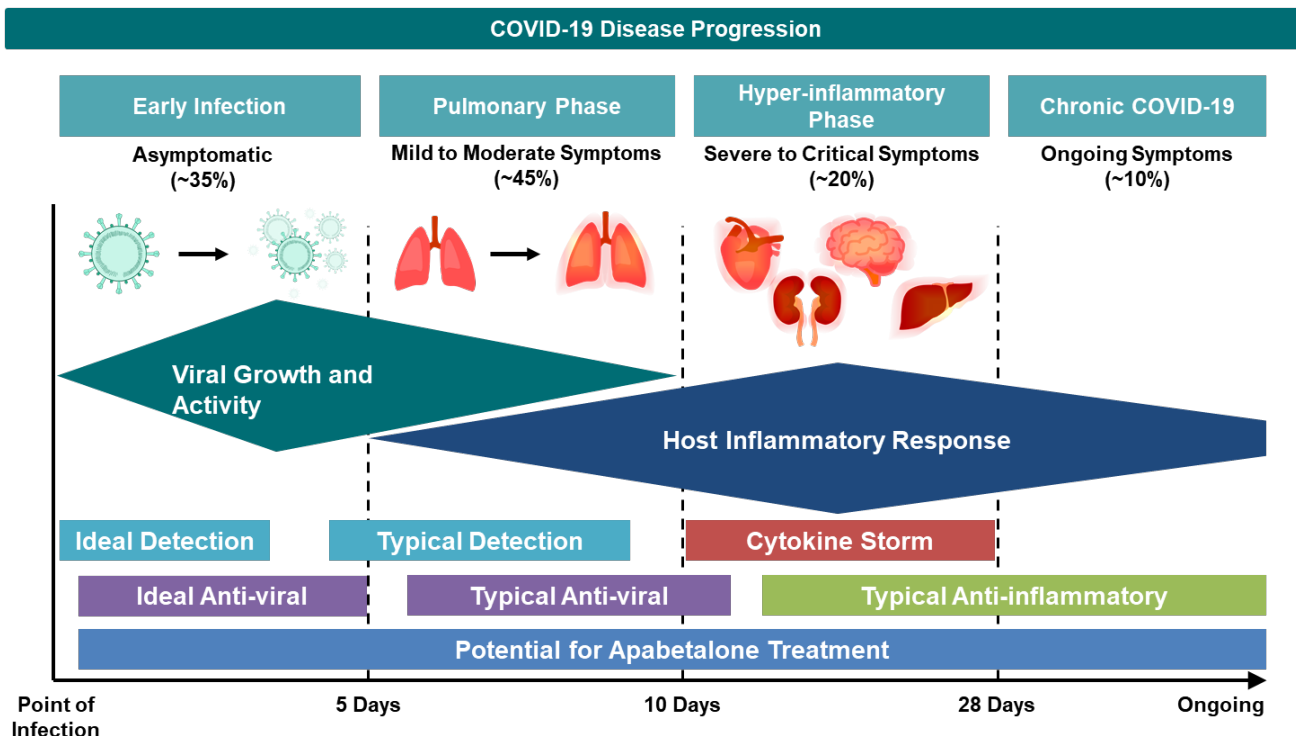 COVID-19 Disease Progression
Early Infection
Pulmonary Phase
Hyper-inflammatory
Phase
Chronic COVID-19
Asymptomatic
(~35%)
Mild to Moderate Symptoms
(~45%)
Severe to Critical Symptoms
(~20%)
Ongoing Symptoms
(~10%)
Viral Growth and
Activity
Host Inflammatory Response
Ideal Detection
Typical Detection
Cytokine Storm
Ideal Anti-viral
Typical Anti-viral
Typical Anti-inflammatory
Potential for Apabetalone Treatment
Point of
Infection
5 Days
10 Days
28 Days
Ongoing